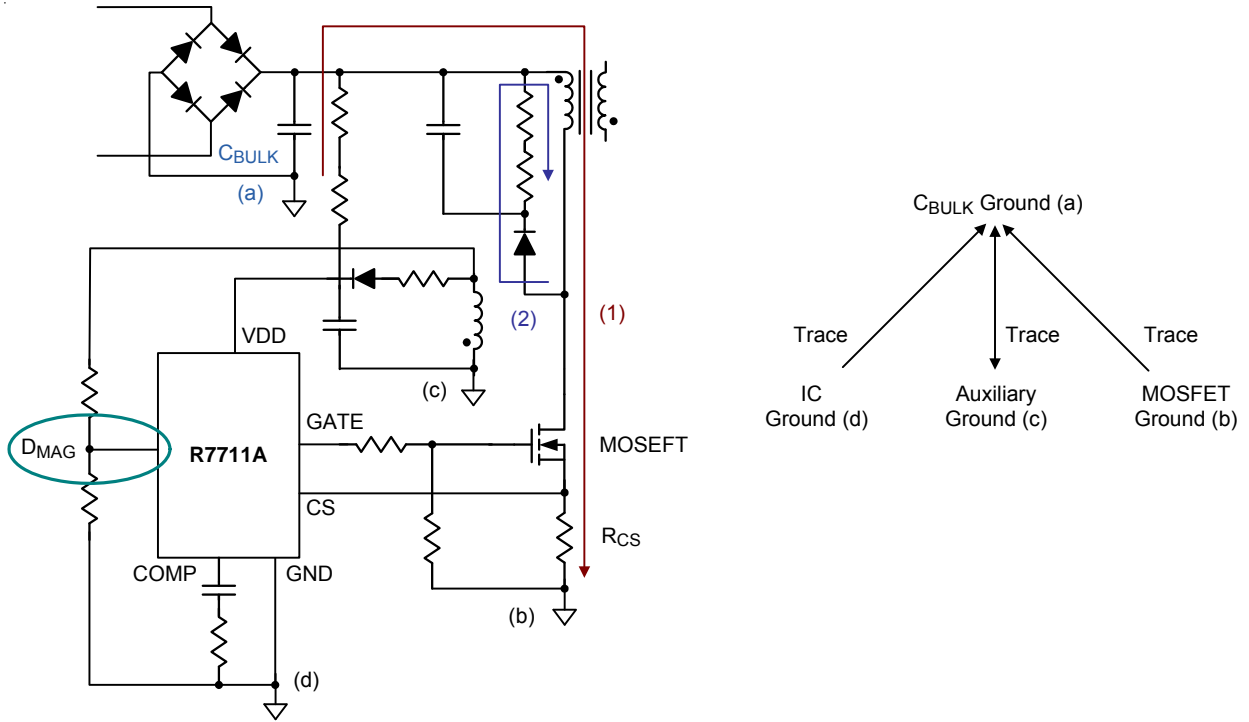 CBULK
(a)
(1)
(2)
VDD
(c)
GATE
MOSEFT
DMAG
R7711A
CS
RCS
COMP
GND
(b)
(d)
CBULK Ground (a)
Trace
Trace
Trace
IC
Ground (d)
Auxiliary
Ground (c)
MOSFET
Ground (b)